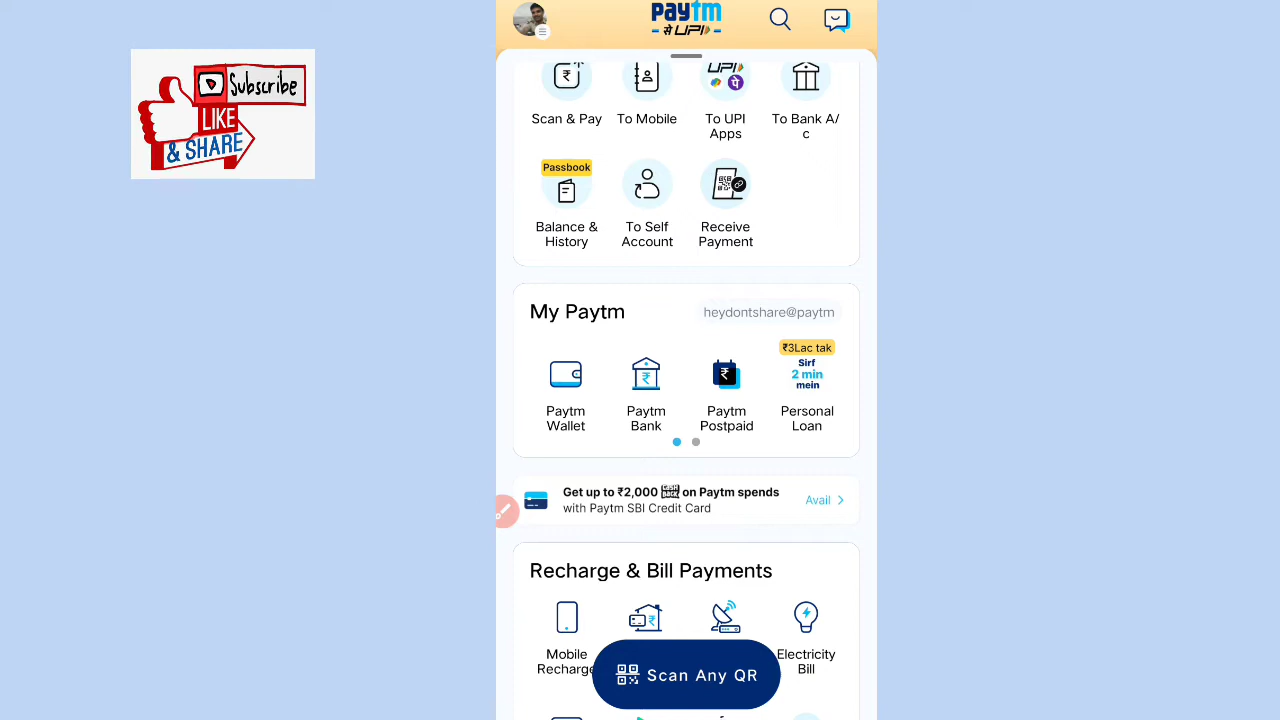 Subscribe
LIKE
& SHARE
paytm
से UPI
UPI
पे
Scan & Pay
To Mobile
To UPI
Apps
To Bank A/
c
Passbook
Balance &
History
To Self
Account
Receive
Payment
My Paytm
heydontshare@paytm
₹3Lac tak
Sirf
2 min
mein
Paytm
Wallet
Paytm
Bank
Paytm
Postpaid
Personal
Loan
Get up to ₹2,000 CASH BACK on Paytm spends
with Paytm SBI Credit Card
Avail
Recharge & Bill Payments
Mobile
Recharge
Electricity
Bill
Scan Any QR